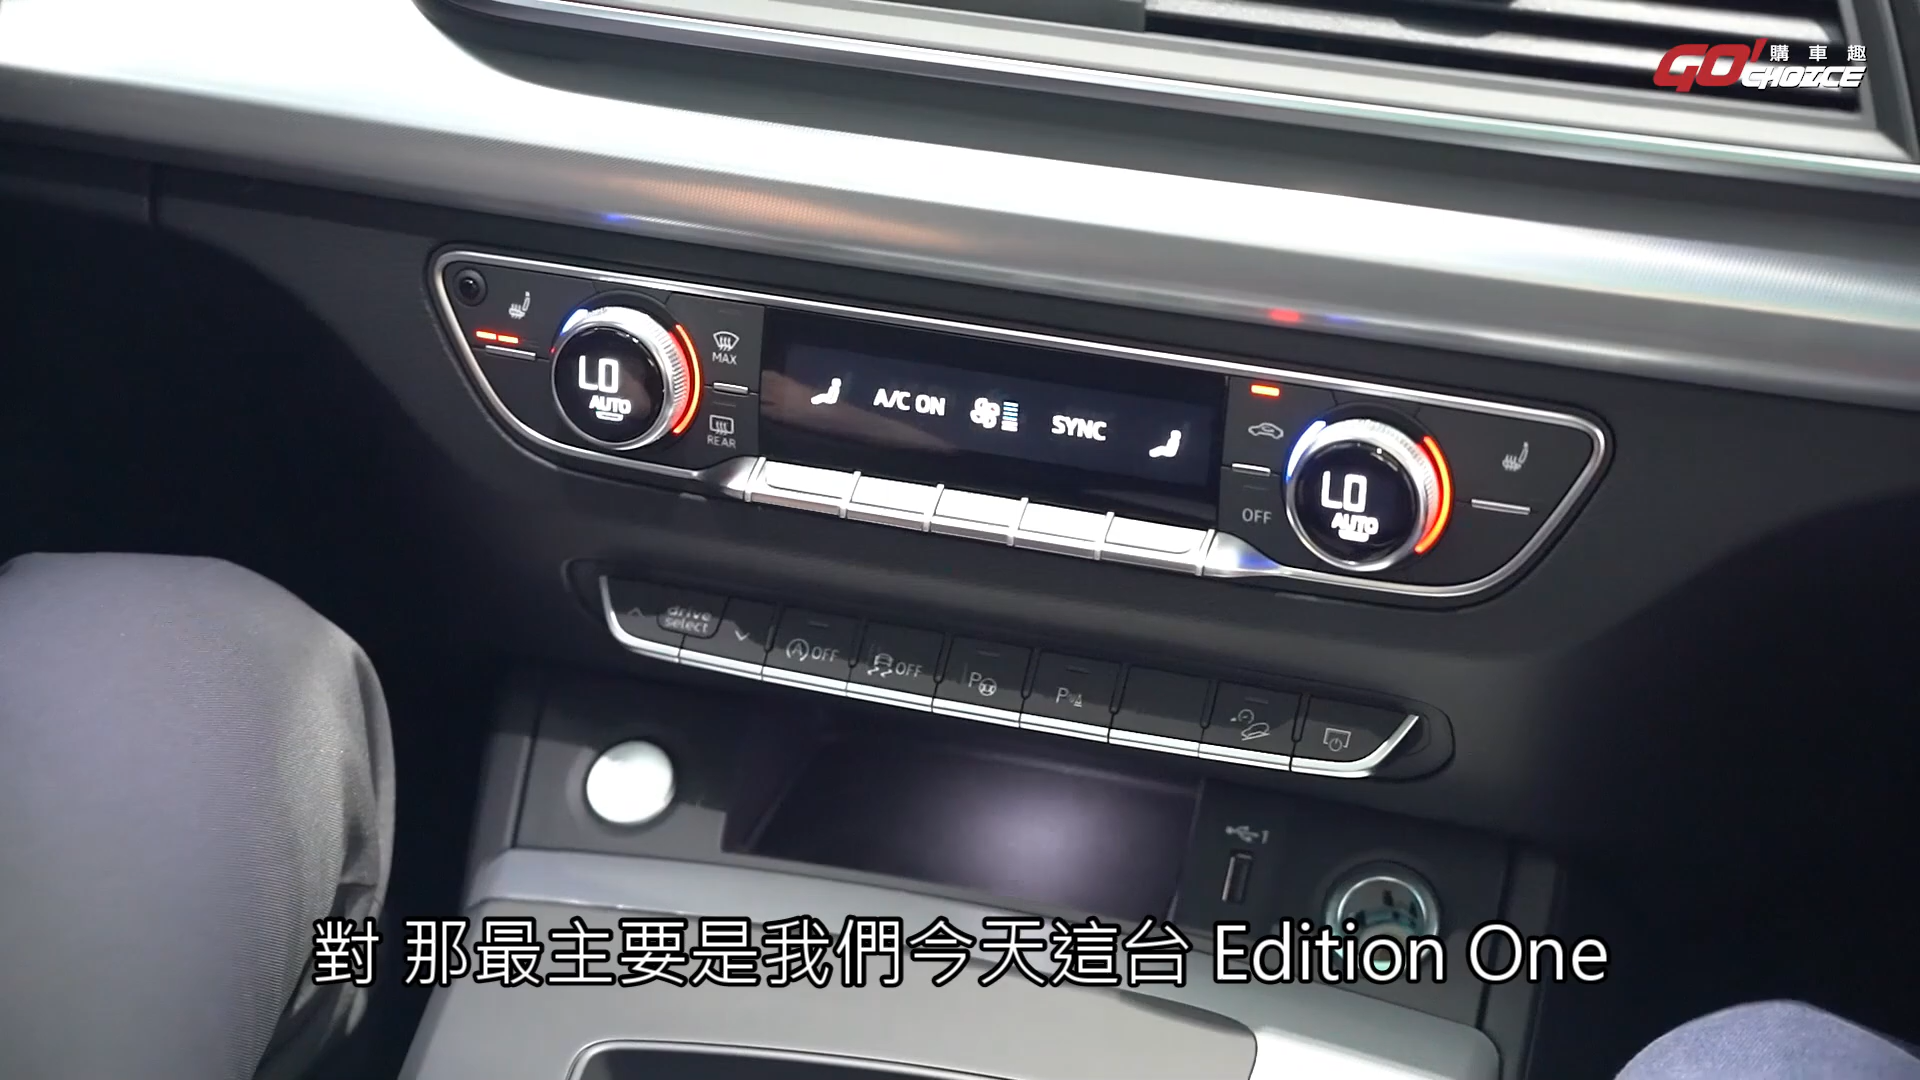 購車趣
GO! CHOICE
LO
AUTO
MAX
REAR
A/C ON
SYNC
OFF
LO
AUTO
drive
select
OFF
OFF
P
P
1
對 那最主要是我們今天這台 Edition One